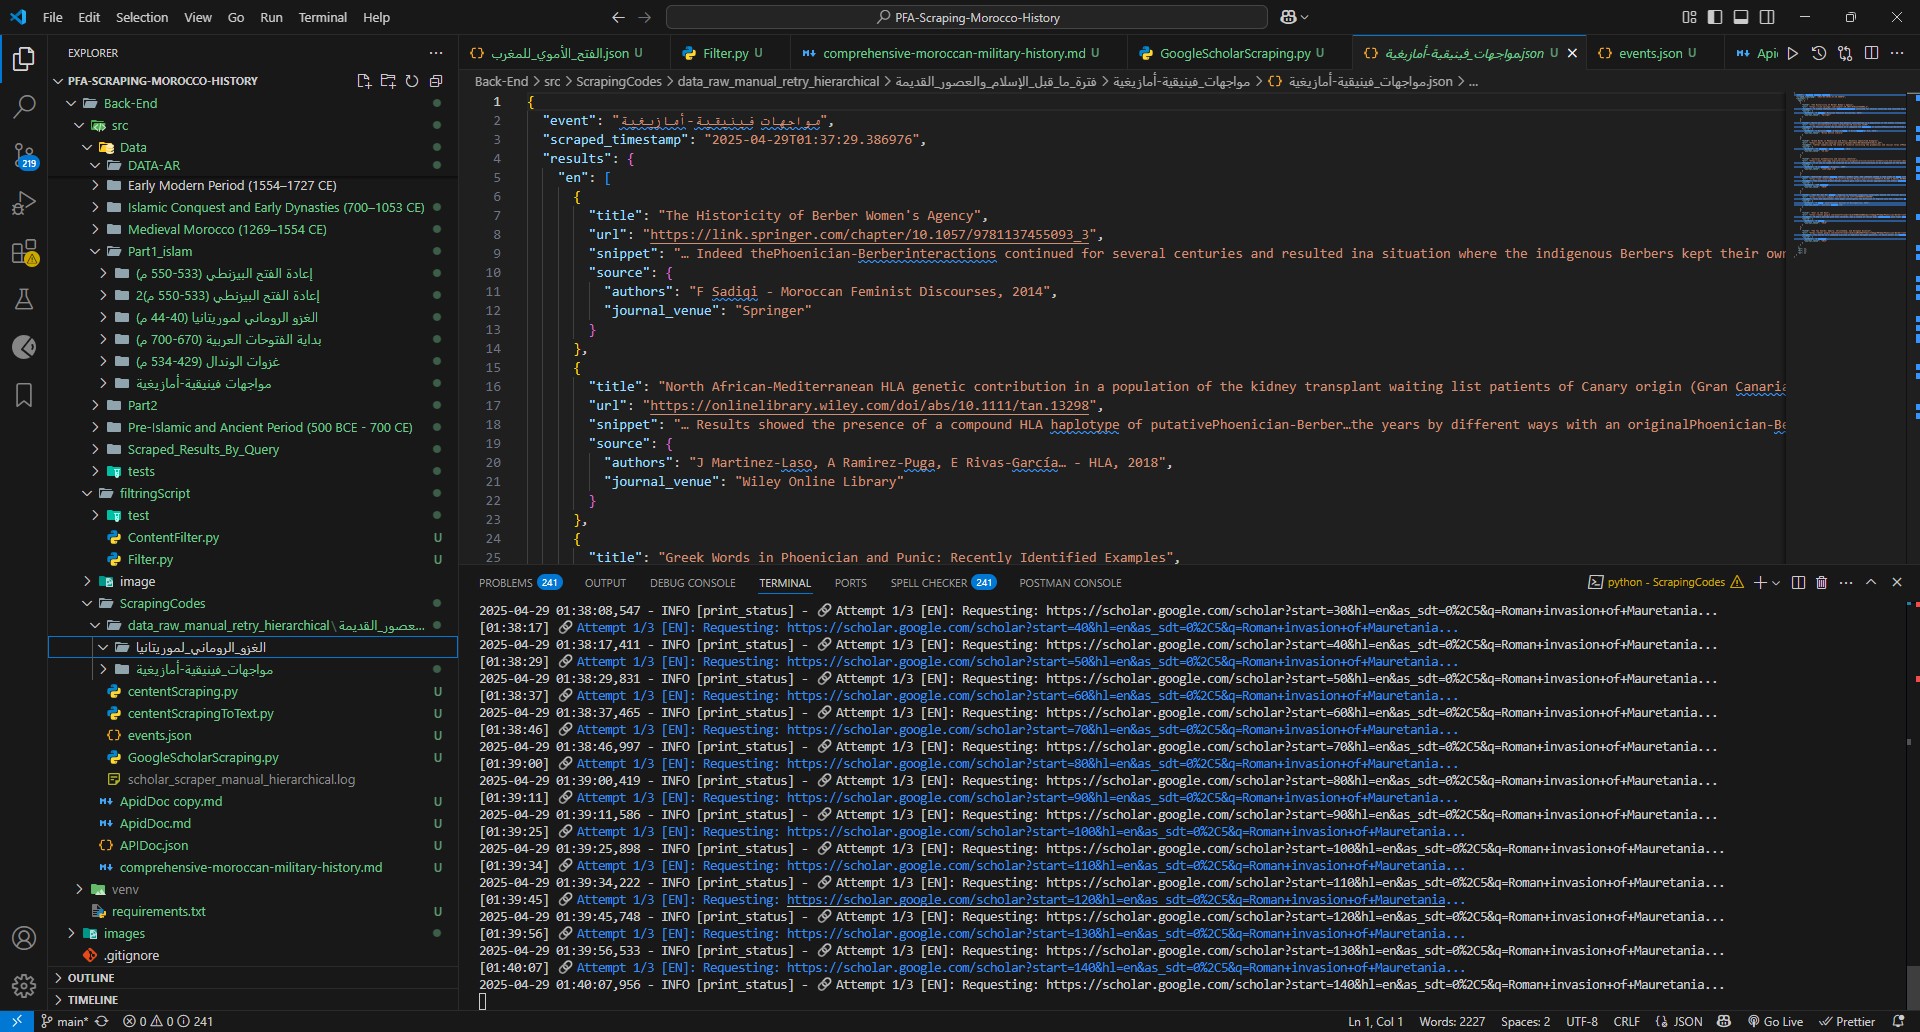 File Edit Selection View Go Run Terminal Help
PFA-Scraping-Morocco-History
EXPLORER
PFA-SCRAPING-MOROCCO-HISTORY
Back-End
src
Data
DATA-AR
Early Modern Period (1554–1727 CE)
Islamic Conquest and Early Dynasties (700–1053 CE)
Medieval Morocco (1269–1554 CE)
Part1_islam
إعادة الفتح البيزنطي (533-550 م)
إعادة الفتح البيزنطي (533-550 م)2
الغزو الروماني لموريتانيا (40-44 م)
بداية الفتوحات العربية (670-700 م)
غزوات الوندال (429-534 م)
مواجهات فينيقية-أمازيغية
Part2
Pre-Islamic and Ancient Period (500 BCE - 700 CE)
Scraped_Results_By_Query
tests
filtringScript
test
ContentFilter.py U
Filter.py U
image
ScrapingCodes
data_raw_manual_retry_hierarchical\عصور_القديمة...
الغزو_الروماني_لموريتانيا
مواجهات_فينيقية-أمازيغية
cententScraping.py U
cententScrapingToText.py U
events.json U
GoogleScholarScraping.py U
scholar_scraper_manual_hierarchical.log
ApidDoc copy.md U
ApidDoc.md U
APIDoc.json U
comprehensive-moroccan-military-history.md U
venv
requirements.txt U
images
.gitignore
OUTLINE
TIMELINE
219
الفتح_الأموي_للمغرب.json U
Filter.py U
comprehensive-moroccan-military-history.md U
GoogleScholarScraping.py U
مواجهات_فينيقية-أمازيغية.json U
events.json U
Api
Back-End > src > ScrapingCodes > data_raw_manual_retry_hierarchical > فترة_ما_قبل_الإسلام_والعصور_القديمة > مواجهات_فينيقية-أمازيغية > {} مواجهات_فينيقية-أمازيغية.json > ...
1 {
2 "event": "مواجهات فينيقية-أمازيغية",
3 "scraped_timestamp": "2025-04-29T01:37:29.386976",
4 "results": {
5 "en": [
6 {
7 "title": "The Historicity of Berber Women's Agency",
8 "url": "https://link.springer.com/chapter/10.1057/9781137455093_3",
9 "snippet": "… Indeed thePhoenician-Berberinteractions continued for several centuries and resulted ina situation where the indigenous Berbers kept their own
10 "source": {
11 "authors": "F Sadiqi - Moroccan Feminist Discourses, 2014",
12 "journal_venue": "Springer"
13 }
14 },
15 {
16 "title": "North African-Mediterranean HLA genetic contribution in a population of the kidney transplant waiting list patients of Canary origin (Gran Canaria
17 "url": "https://onlinelibrary.wiley.com/doi/abs/10.1111/tan.13298",
18 "snippet": "… Results showed the presence of a compound HLA haplotype of putativePhoenician-Berber…the years by different ways with an originalPhoenician-Be
19 "source": {
20 "authors": "J Martinez-Laso, A Ramirez-Puga, E Rivas-García… - HLA, 2018",
21 "journal_venue": "Wiley Online Library"
22 }
23 },
24 {
25 "title": "Greek Words in Phoenician and Punic: Recently Identified Examples",
PROBLEMS 241 OUTPUT DEBUG CONSOLE TERMINAL PORTS SPELL CHECKER 241 POSTMAN CONSOLE
python - ScrapingCodes
2025-04-29 01:38:08,547 - INFO [print_status] - 🔗 Attempt 1/3 [EN]: Requesting: https://scholar.google.com/scholar?start=30&hl=en&as_sdt=0%2C5&q=Roman+invasion+of+Mauretania...
[01:38:17] 🔗 Attempt 1/3 [EN]: Requesting: https://scholar.google.com/scholar?start=40&hl=en&as_sdt=0%2C5&q=Roman+invasion+of+Mauretania...
2025-04-29 01:38:17,411 - INFO [print_status] - 🔗 Attempt 1/3 [EN]: Requesting: https://scholar.google.com/scholar?start=40&hl=en&as_sdt=0%2C5&q=Roman+invasion+of+Mauretania...
[01:38:29] 🔗 Attempt 1/3 [EN]: Requesting: https://scholar.google.com/scholar?start=50&hl=en&as_sdt=0%2C5&q=Roman+invasion+of+Mauretania...
2025-04-29 01:38:29,831 - INFO [print_status] - 🔗 Attempt 1/3 [EN]: Requesting: https://scholar.google.com/scholar?start=50&hl=en&as_sdt=0%2C5&q=Roman+invasion+of+Mauretania...
[01:38:37] 🔗 Attempt 1/3 [EN]: Requesting: https://scholar.google.com/scholar?start=60&hl=en&as_sdt=0%2C5&q=Roman+invasion+of+Mauretania...
2025-04-29 01:38:37,465 - INFO [print_status] - 🔗 Attempt 1/3 [EN]: Requesting: https://scholar.google.com/scholar?start=60&hl=en&as_sdt=0%2C5&q=Roman+invasion+of+Mauretania...
[01:38:46] 🔗 Attempt 1/3 [EN]: Requesting: https://scholar.google.com/scholar?start=70&hl=en&as_sdt=0%2C5&q=Roman+invasion+of+Mauretania...
2025-04-29 01:38:46,997 - INFO [print_status] - 🔗 Attempt 1/3 [EN]: Requesting: https://scholar.google.com/scholar?start=70&hl=en&as_sdt=0%2C5&q=Roman+invasion+of+Mauretania...
[01:39:00] 🔗 Attempt 1/3 [EN]: Requesting: https://scholar.google.com/scholar?start=80&hl=en&as_sdt=0%2C5&q=Roman+invasion+of+Mauretania...
2025-04-29 01:39:00,419 - INFO [print_status] - 🔗 Attempt 1/3 [EN]: Requesting: https://scholar.google.com/scholar?start=80&hl=en&as_sdt=0%2C5&q=Roman+invasion+of+Mauretania...
[01:39:11] 🔗 Attempt 1/3 [EN]: Requesting: https://scholar.google.com/scholar?start=90&hl=en&as_sdt=0%2C5&q=Roman+invasion+of+Mauretania...
2025-04-29 01:39:11,586 - INFO [print_status] - 🔗 Attempt 1/3 [EN]: Requesting: https://scholar.google.com/scholar?start=90&hl=en&as_sdt=0%2C5&q=Roman+invasion+of+Mauretania...
[01:39:25] 🔗 Attempt 1/3 [EN]: Requesting: https://scholar.google.com/scholar?start=100&hl=en&as_sdt=0%2C5&q=Roman+invasion+of+Mauretania...
2025-04-29 01:39:25,898 - INFO [print_status] - 🔗 Attempt 1/3 [EN]: Requesting: https://scholar.google.com/scholar?start=100&hl=en&as_sdt=0%2C5&q=Roman+invasion+of+Mauretania...
[01:39:34] 🔗 Attempt 1/3 [EN]: Requesting: https://scholar.google.com/scholar?start=110&hl=en&as_sdt=0%2C5&q=Roman+invasion+of+Mauretania...
2025-04-29 01:39:34,222 - INFO [print_status] - 🔗 Attempt 1/3 [EN]: Requesting: https://scholar.google.com/scholar?start=110&hl=en&as_sdt=0%2C5&q=Roman+invasion+of+Mauretania...
[01:39:45] 🔗 Attempt 1/3 [EN]: Requesting: https://scholar.google.com/scholar?start=120&hl=en&as_sdt=0%2C5&q=Roman+invasion+of+Mauretania...
2025-04-29 01:39:45,748 - INFO [print_status] - 🔗 Attempt 1/3 [EN]: Requesting: https://scholar.google.com/scholar?start=120&hl=en&as_sdt=0%2C5&q=Roman+invasion+of+Mauretania...
[01:39:56] 🔗 Attempt 1/3 [EN]: Requesting: https://scholar.google.com/scholar?start=130&hl=en&as_sdt=0%2C5&q=Roman+invasion+of+Mauretania...
2025-04-29 01:39:56,533 - INFO [print_status] - 🔗 Attempt 1/3 [EN]: Requesting: https://scholar.google.com/scholar?start=130&hl=en&as_sdt=0%2C5&q=Roman+invasion+of+Mauretania...
[01:40:07] 🔗 Attempt 1/3 [EN]: Requesting: https://scholar.google.com/scholar?start=140&hl=en&as_sdt=0%2C5&q=Roman+invasion+of+Mauretania...
2025-04-29 01:40:07,956 - INFO [print_status] - 🔗 Attempt 1/3 [EN]: Requesting: https://scholar.google.com/scholar?start=140&hl=en&as_sdt=0%2C5&q=Roman+invasion+of+Mauretania...
main* 0 0 241
Ln 1, Col 1 Words: 2227 Spaces: 2 UTF-8 CRLF {} JSON Go Live Prettier